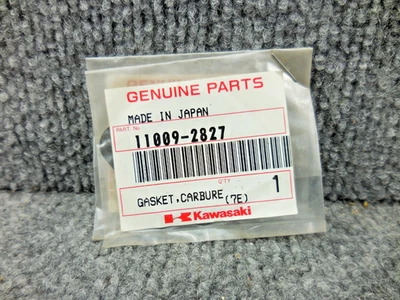 GENUINE PARTS
MADE IN JAPAN
PART No
11009-2827
QTY
1
GASKET,CARBURE(7E)
Kawasaki